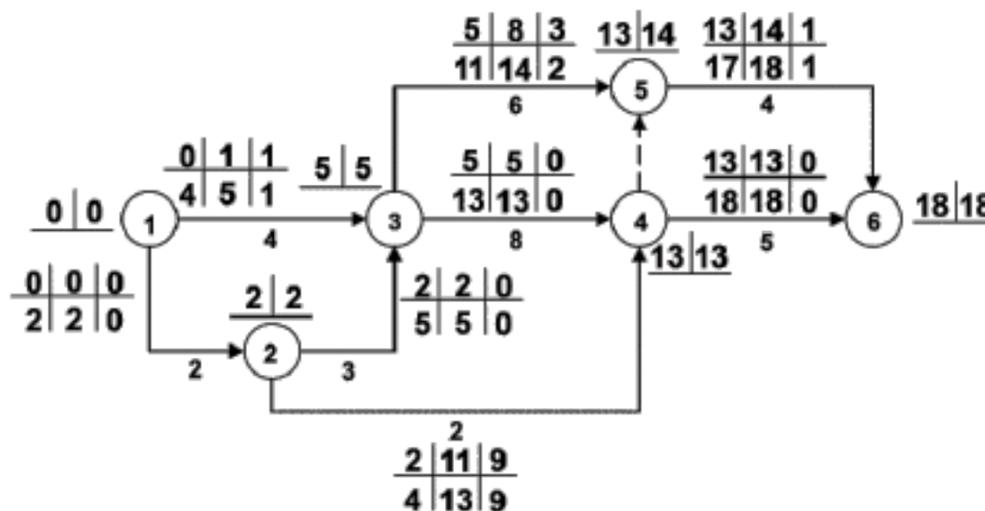 5 8 3 13 14 13 14 1
11 14 2 5 17 18 1
6 4
0 1 1 5 5 5 5 0 13 13 0
4 5 1 13 13 0 18 18 0
0 0 1 3 4 6 18 18
4 8 5
13 13
0 0 0 2 2 2 2 0
2 2 0 5 5 0
2
2 3
2
2 11 9
4 13 9